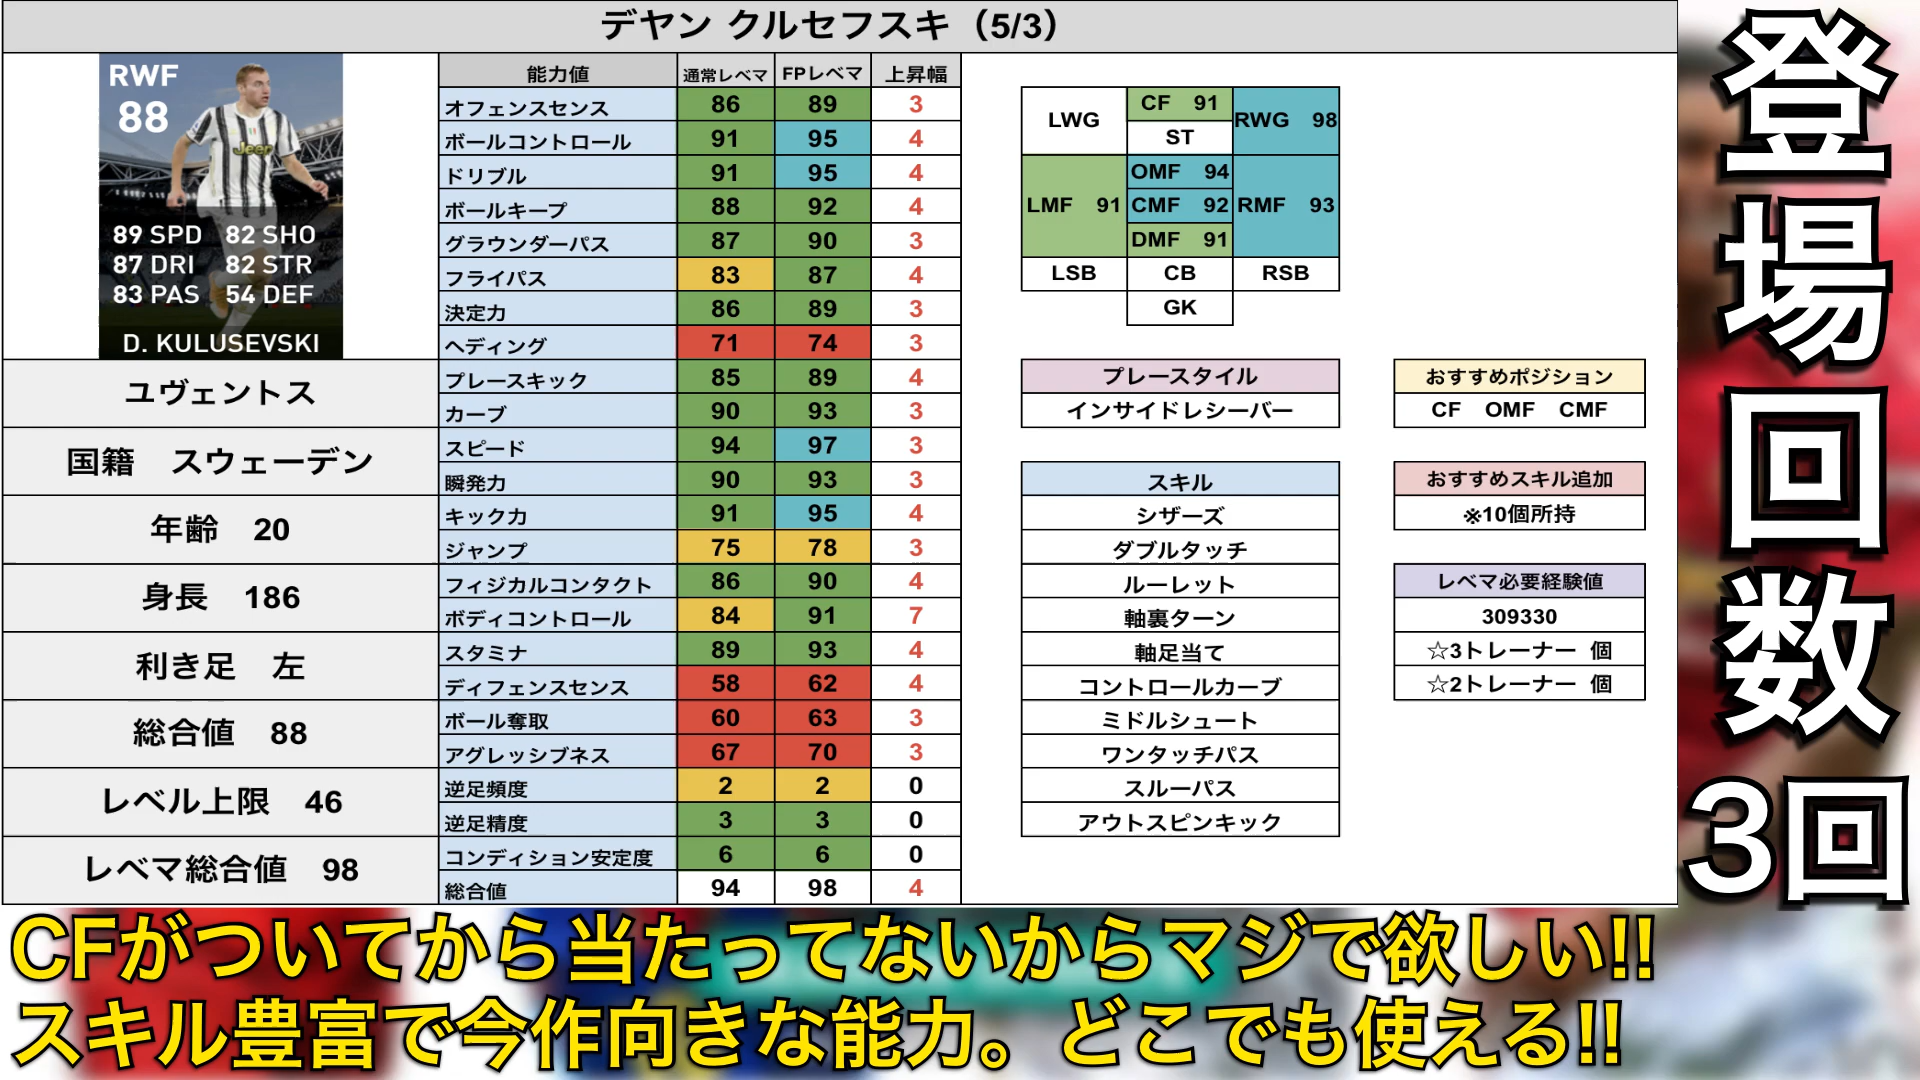 デヤン クルセフスキ（5/3）
RWF
88
Jeep
89 SPD 82 SHO
87 DRI 82 STR
83 PAS 54 DEF
D. KULUSEVSKI
ユヴェントス
国籍 スウェーデン
年齢 20
身長 186
利き足 左
総合値 88
レベル上限 46
レベマ総合値 98
能力値 通常レベマ FPレベマ 上昇幅
オフェンスセンス 86 89 3
ボールコントロール 91 95 4
ドリブル 91 95 4
ボールキープ 88 92 4
グラウンダーパス 87 90 3
フライパス 83 87 4
決定力 86 89 3
ヘディング 71 74 3
プレースキック 85 89 4
カーブ 90 93 3
スピード 94 97 3
瞬発力 90 93 3
キック力 91 95 4
ジャンプ 75 78 3
フィジカルコンタクト 86 90 4
ボディコントロール 84 91 7
スタミナ 89 93 4
ディフェンスセンス 58 62 4
ボール奪取 60 63 3
アグレッシブネス 67 70 3
逆足頻度 2 2 0
逆足精度 3 3 0
コンディション安定度 6 6 0
総合値 94 98 4
LWG CF 91 RWG 98
ST
LMF 91 OMF 94 RMF 93
CMF 92
DMF 91
LSB CB RSB
GK
プレースタイル
インサイドレシーバー
スキル
シザーズ
ダブルタッチ
ルーレット
軸裏ターン
軸足当て
コントロールカーブ
ミドルシュート
ワンタッチパス
スルーパス
アウトスピンキック
おすすめポジション
CF OMF CMF
おすすめスキル追加
※10個所持
レベマ必要経験値
309330
☆3トレーナー 個
☆2トレーナー 個
登場回数3回
CFがついてから当たってないからマジで欲しい!!
スキル豊富で今作向きな能力。どこでも使える!!